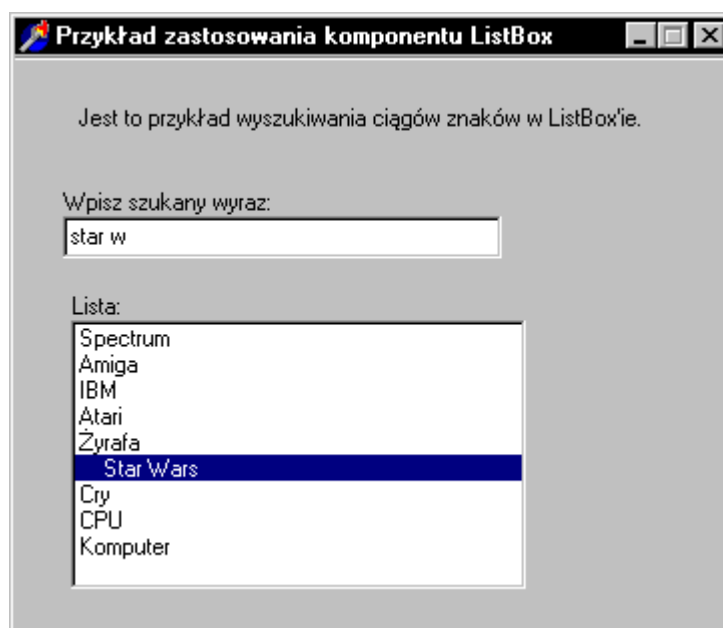 Przykład zastosowania komponentu ListBox
Jest to przykład wyszukiwania ciągów znaków w ListBox'ie.
Wpisz szukany wyraz:
star w
Lista:
Spectrum
Amiga
IBM
Atari
Żyrafa
Star Wars
Cry
CPU
Komputer